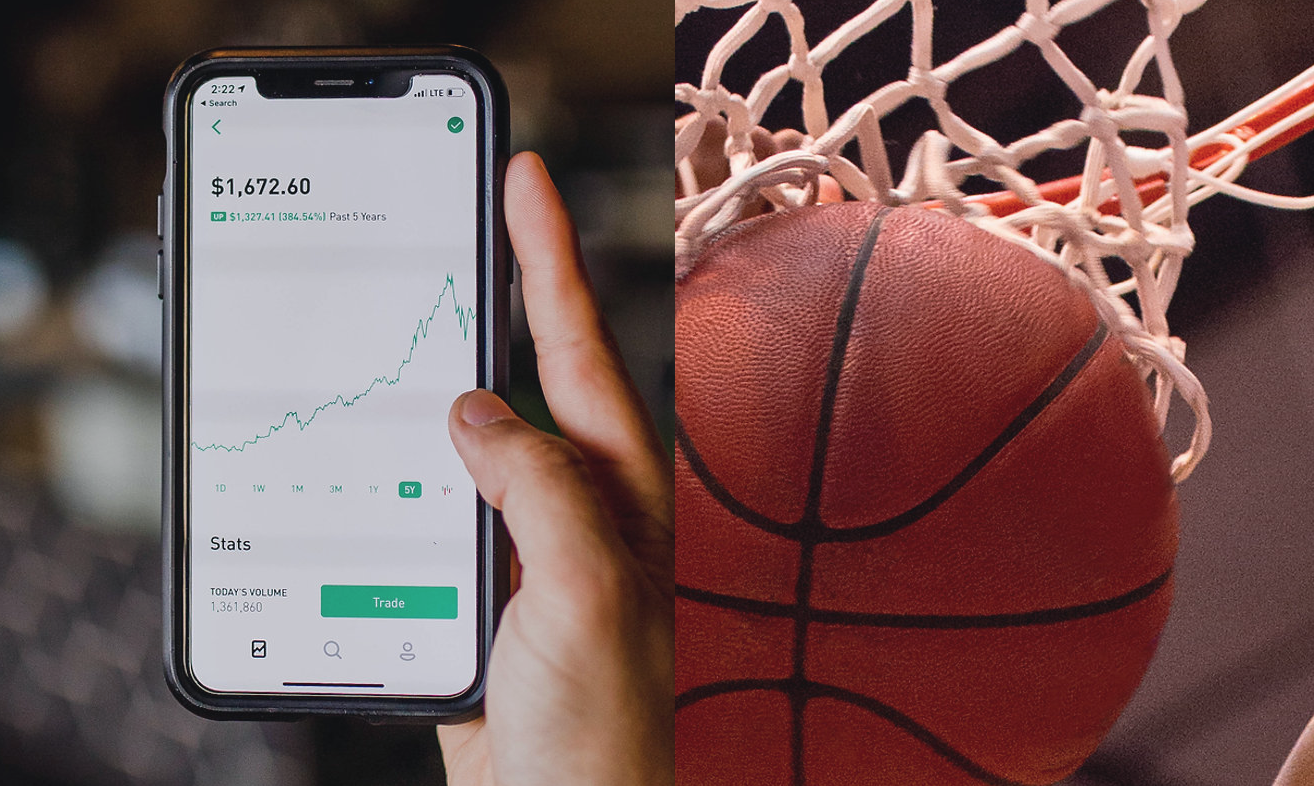 2:22 LTE
Search
$1,672.60
UP $1,327.41 (384.54%) Past 5 Years
1D 1W 1M 3M 1Y 5Y
Stats
TODAY'S VOLUME
1,361,860
Trade